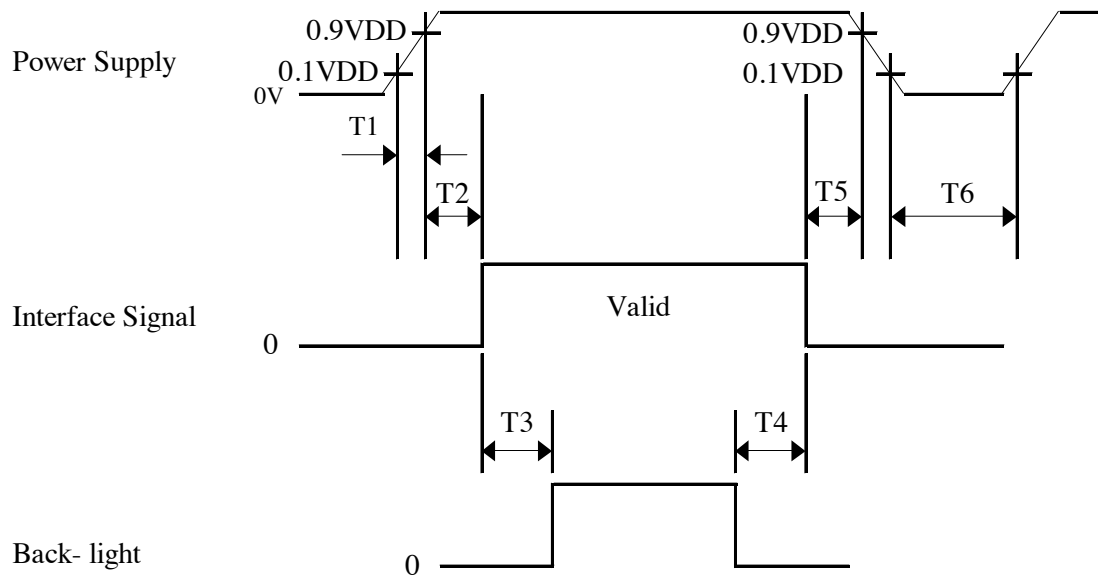 0.9VDD
0.9VDD
Power Supply
0.1VDD
0.1VDD
0V
T1
T2
T5
T6
Valid
Interface Signal
0
T3
T4
Back- light
0